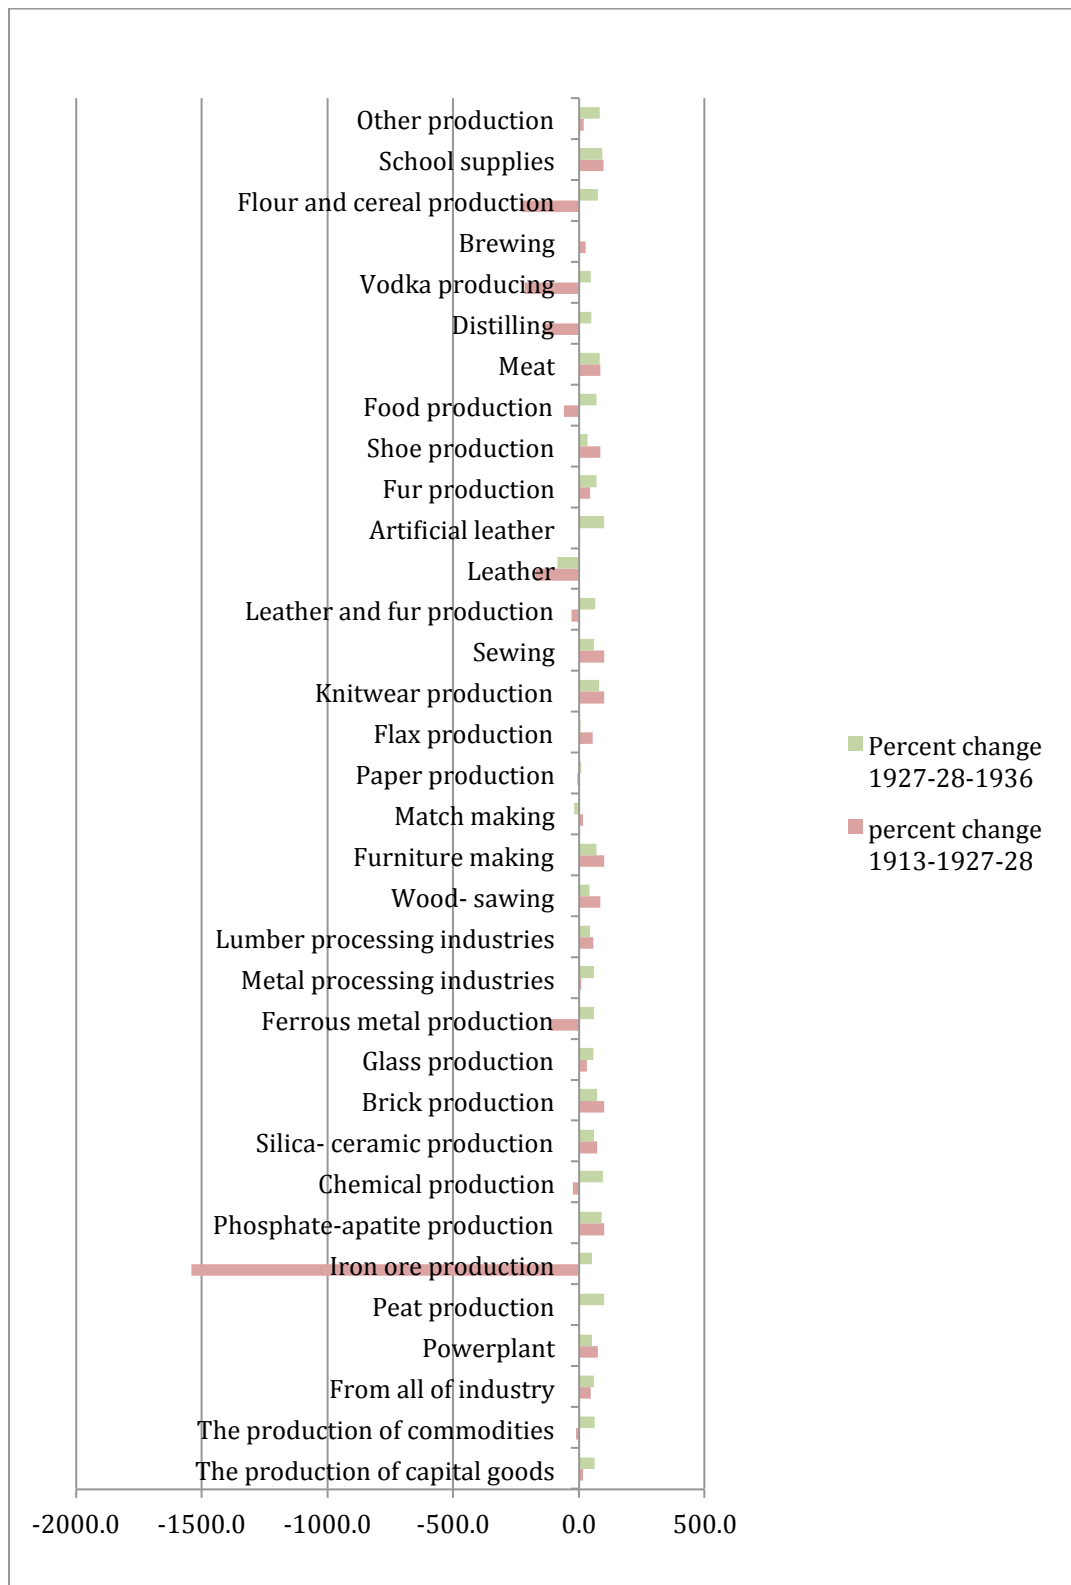 Other production
School supplies
Flour and cereal production
Brewing
Vodka producing
Distilling
Meat
Food production
Shoe production
Fur production
Artificial leather
Leather
Leather and fur production
Sewing
Knitwear production
Flax production
Paper production
Match making
Furniture making
Wood- sawing
Lumber processing industries
Metal processing industries
Ferrous metal production
Glass production
Brick production
Silica- ceramic production
Chemical production
Phosphate-apatite production
Iron ore production
Peat production
Powerplant
From all of industry
The production of commodities
The production of capital goods
-2000.0 -1500.0 -1000.0 -500.0 0.0 500.0
Percent change
1927-28-1936
percent change
1913-1927-28